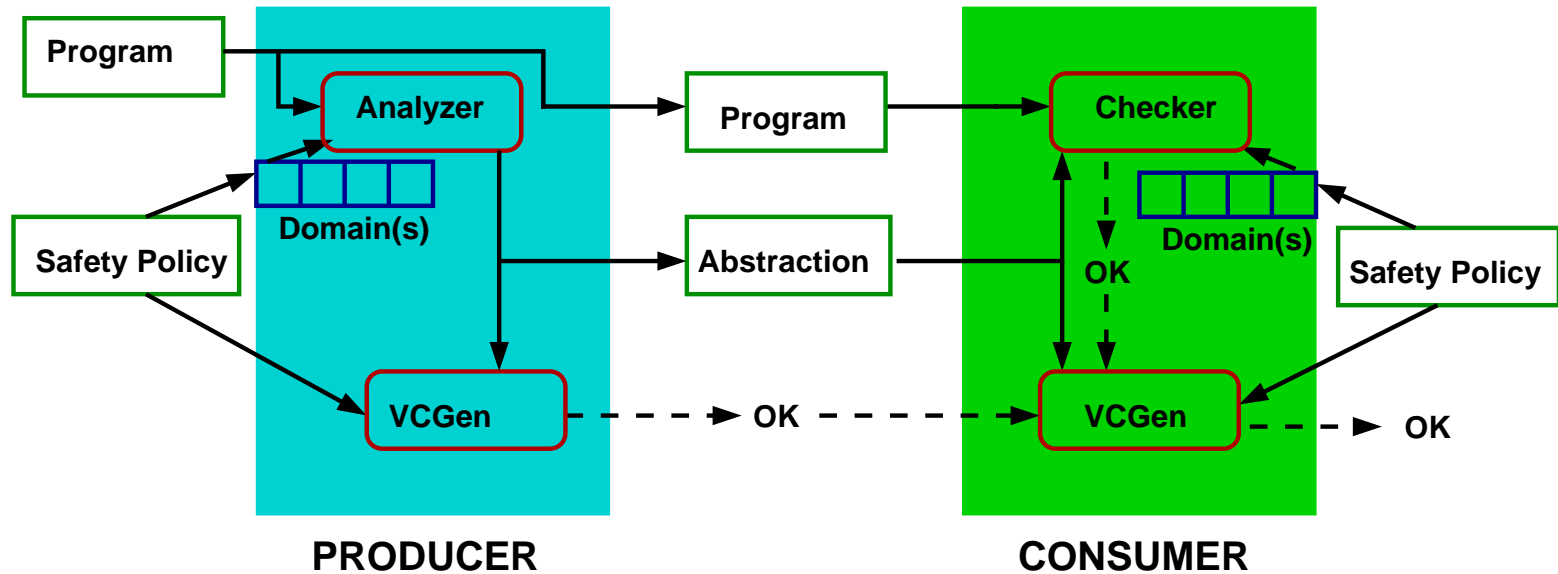 Program
Analyzer
Program
Checker
Domain(s)
Domain(s)
Safety Policy
Abstraction
OK
Safety Policy
VCGen
OK
VCGen
OK
PRODUCER
CONSUMER